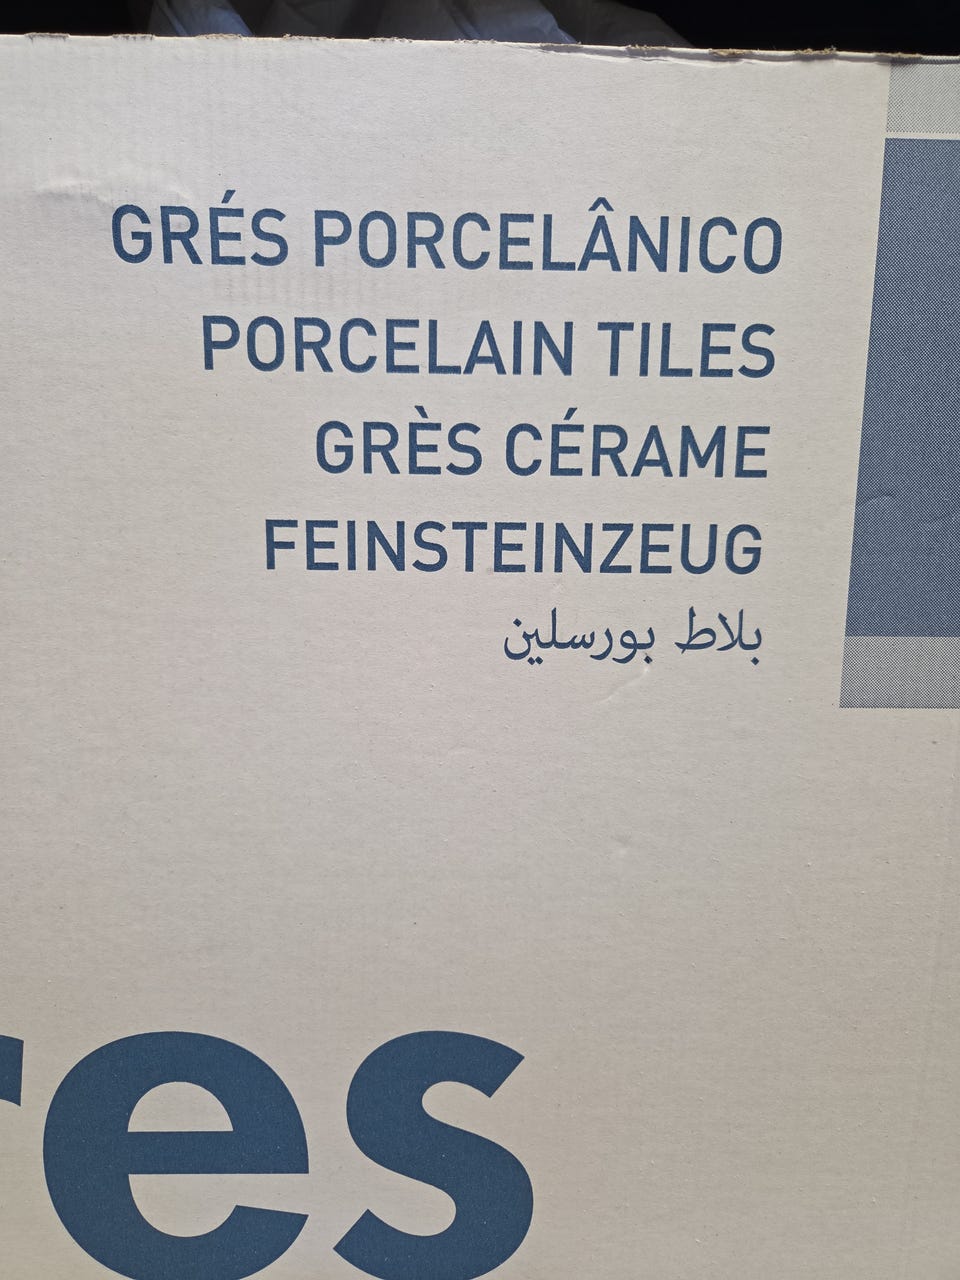 GRÉS PORCELÂNICO
PORCELAIN TILES
GRÈS CÉRAME
FEINSTEINZEUG
بلاط بورسلين
res